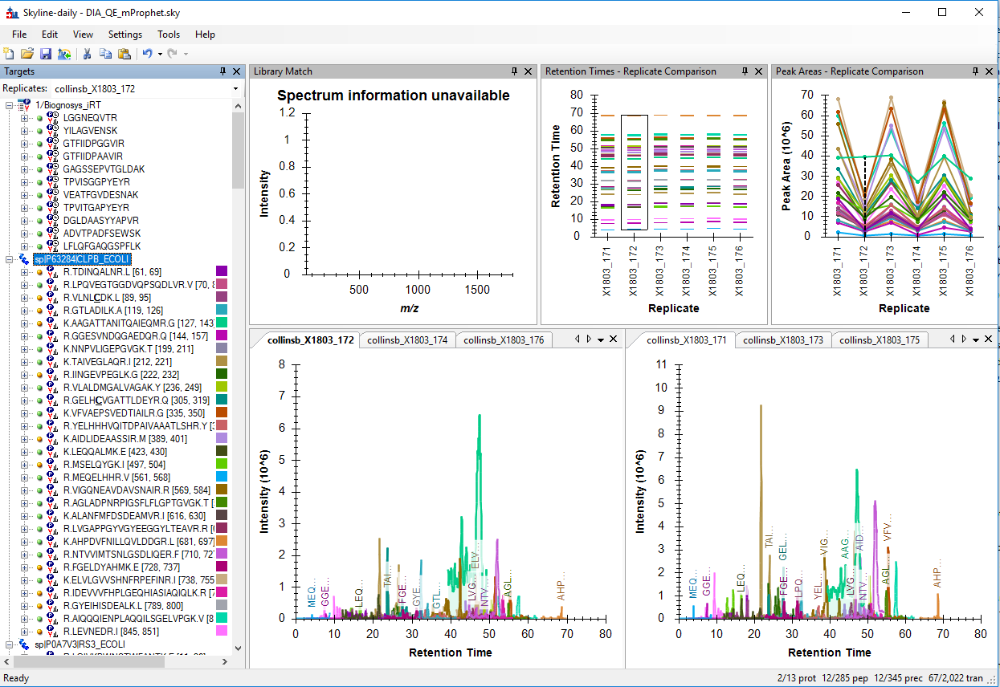 Skyline-daily - DIA_QE_mProphet.sky
File Edit View Settings Tools Help
Targets
Replicates: collinsb_X1803_172
1/Biognosys_iRT
LGGNEQVTR
YILAGVENSK
GTFIIDPGGVIR
GTFIIDPAAVIR
GAGSSEPVTGLDAK
TPVISGGPYEYR
VEATFGVDESNAK
TPVITGAPYEYR
DGLDAASYYAPVR
ADVTPADFSEWSK
LFLQFGAQGSPFLK
sp|P63284|CLPB_ECOLI
R.TDINQALNR.L [61, 69]
R.LPQVEGTGGDVQPSQDLVR.V [70, 8
R.VLNLCDK.L [89, 95]
R.GTLADILK.A [119, 126]
K.AAGATTANITQAIEQMR.G [127, 143
R.GGESVNDQGAEDQR.Q [144, 157]
K.NNPVLIGEPGVGK.T [199, 211]
K.TAIVEGLAQR.I [212, 221]
R.IINGEVPEGLK.G [222, 232]
R.VLALDMGALVAGAK.Y [236, 249]
R.GELHCVGATTLDEYR.Q [305, 319]
K.VFVAEPSVEDTIAILR.G [335, 350]
R.YELHHHVQITDPAIVAAATLSHR.Y [3
K.AIDLIDEAASSIR.M [389, 401]
K.LEQQALMK.E [423, 430]
R.MSELQYGK.I [497, 504]
R.MEQELHHR.V [561, 568]
R.VIGQNEAVDAVSNAIR.R [569, 584]
R.AGLADPNRPIGSFLFLGPTGVGK.T [
K.ALANFMFDSDEAMVR.I [616, 630]
R.LVGAPPGYVGYEEGGYLTEAVR.R [
K.AHPDVFNILLQVLDDGR.L [681, 697]
R.NTVVIMTSNLGSDLIQER.F [710, 72
R.FGELDYAHMK.E [728, 737]
K.ELVLGVVSHNFRPEFINR.I [738, 755
R.IDEVVVFHPLGEQHIASIAQIQLK.R [7
R.GYEIHISDEALK.L [789, 800]
R.AIQQQIENPLAQQILSGELVPGK.V [8
R.LEVNEDR.I [845, 851]
sp|P0A7V3|RS3_ECOLI
Library Match
Spectrum information unavailable
1.2
1
0.8
0.6
0.4
0.2
0
Intensity
500 1000 1500
m/z
Retention Times - Replicate Comparison
80
70
60
50
40
30
20
10
0
Retention Time
X1803_171 X1803_172 X1803_173 X1803_174 X1803_175 X1803_176
Replicate
Peak Areas - Replicate Comparison
70
60
50
40
30
20
10
0
Peak Area (10^6)
X1803_171 X1803_172 X1803_173 X1803_174 X1803_175 X1803_176
Replicate
collinsb_X1803_172 collinsb_X1803_174 collinsb_X1803_176
8
7
6
5
4
3
2
1
0
Intensity (10^6)
MEQ... GGE... LEQ... TAI... FGE... GYE... GTL... LVG... ELV... NTV... AGL... AHP...
0 10 20 30 40 50 60 70 80
Retention Time
collinsb_X1803_171 collinsb_X1803_173 collinsb_X1803_175
11
10
9
8
7
6
5
4
3
2
1
0
Intensity (10^6)
MEQ... GGE... LEQ... TAI... GEL... FGE... LPQ... YEL... VIG... AAG... LVG... AID... NTV... AGL... VFV... AHP...
0 10 20 30 40 50 60 70 80
Retention Time
Ready
2/13 prot 12/285 pep 12/345 prec 67/2,022 tran